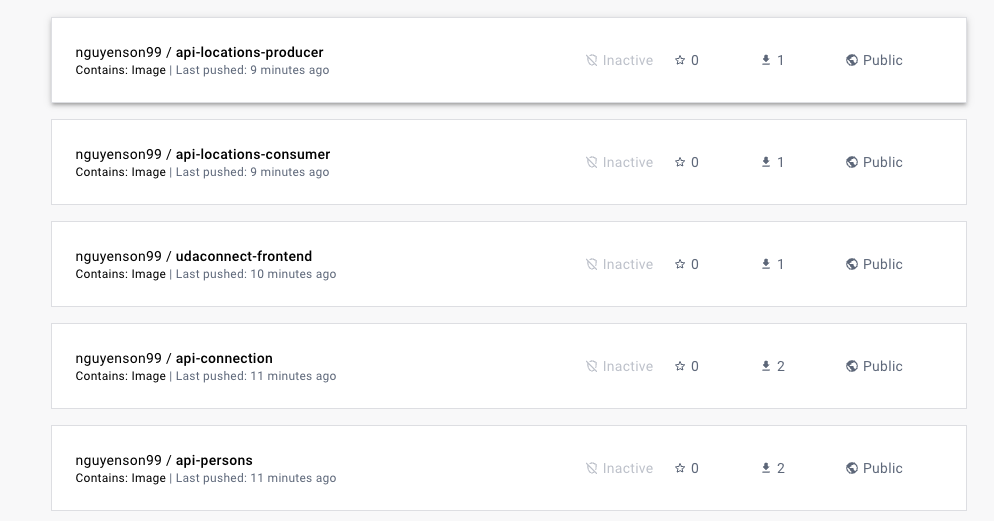 nguyenson99 / api-locations-producer
Contains: Image | Last pushed: 9 minutes ago
Inactive 0 1 Public
nguyenson99 / api-locations-consumer
Contains: Image | Last pushed: 9 minutes ago
Inactive 0 1 Public
nguyenson99 / udaconnect-frontend
Contains: Image | Last pushed: 10 minutes ago
Inactive 0 1 Public
nguyenson99 / api-connection
Contains: Image | Last pushed: 11 minutes ago
Inactive 0 2 Public
nguyenson99 / api-persons
Contains: Image | Last pushed: 11 minutes ago
Inactive 0 2 Public